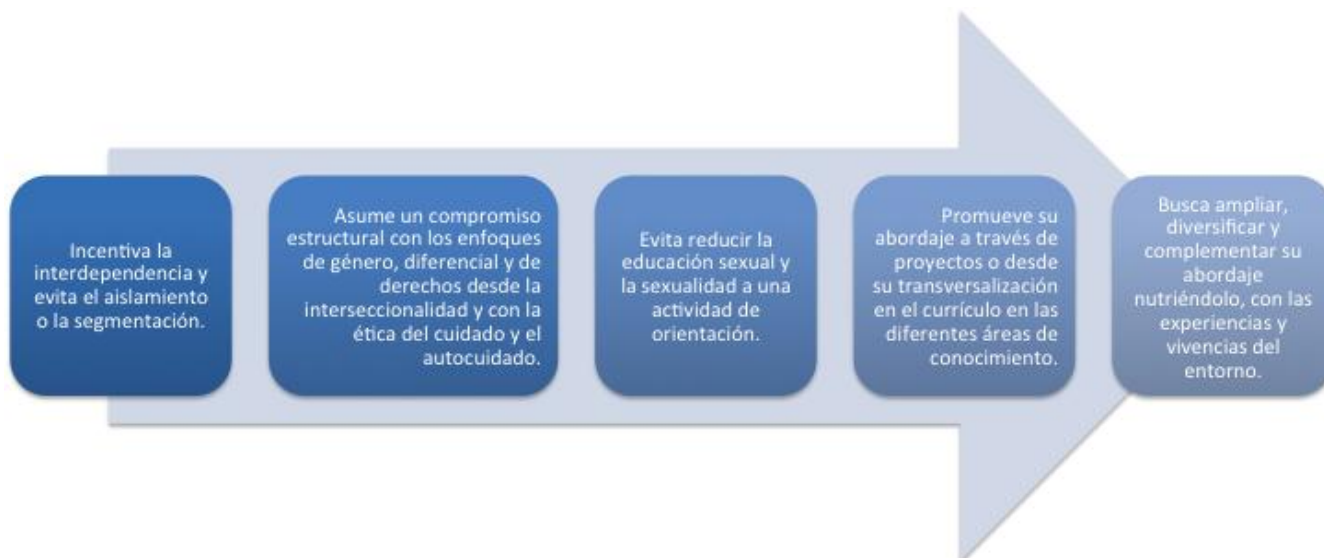 Incentiva la
interdependencia y
evita el aislamiento
o la segmentación.
Asume un compromiso
estructural con los enfoques
de género, diferencial y de
derechos desde la
interseccionalidad y con la
ética del cuidado y el
autocuidado.
Evita reducir la
educación sexual y
la sexualidad a una
actividad de
orientación.
Promueve su
abordaje a través de
proyectos o desde
su transversalización
en el currículo en las
diferentes áreas de
conocimiento.
Busca ampliar,
diversificar y
complementar su
abordaje
nutriéndolo, con las
experiencias y
vivencias del
entorno.